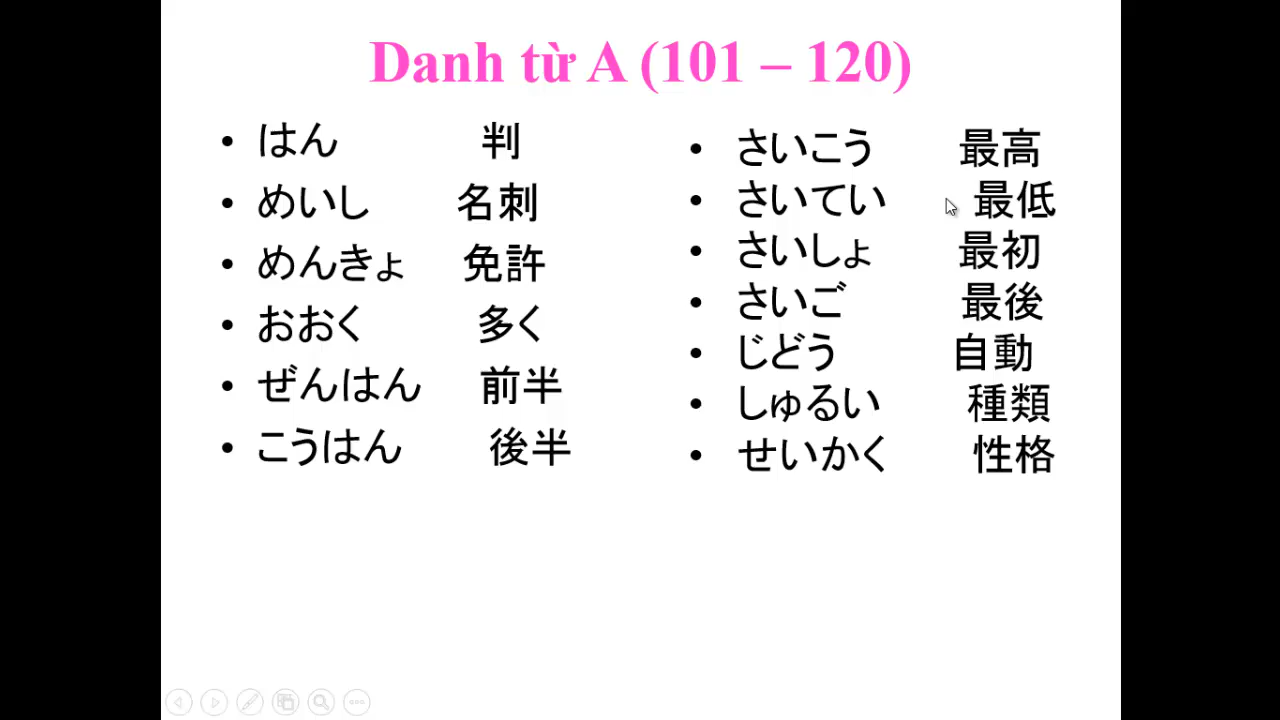 Danh từ A (101 – 120)
• はん 判
• めいし 名刺
• めんきょ 免許
• おおく 多く
• ぜんはん 前半
• こうはん 後半
• さいこう 最高
• さいてい 最低
• さいしょ 最初
• さいご 最後
• じどう 自動
• しゅるい 種類
• せいかく 性格